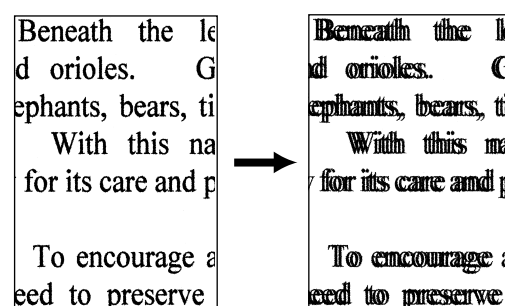 Beneath the le
d orioles. G
ephants, bears, ti
With this na
for its care and p
To encourage a
eed to preserve
Beneath the l
d orioles. G
ephants, bears, t
With this na
for its care and p
To encourage a
eed to preserve